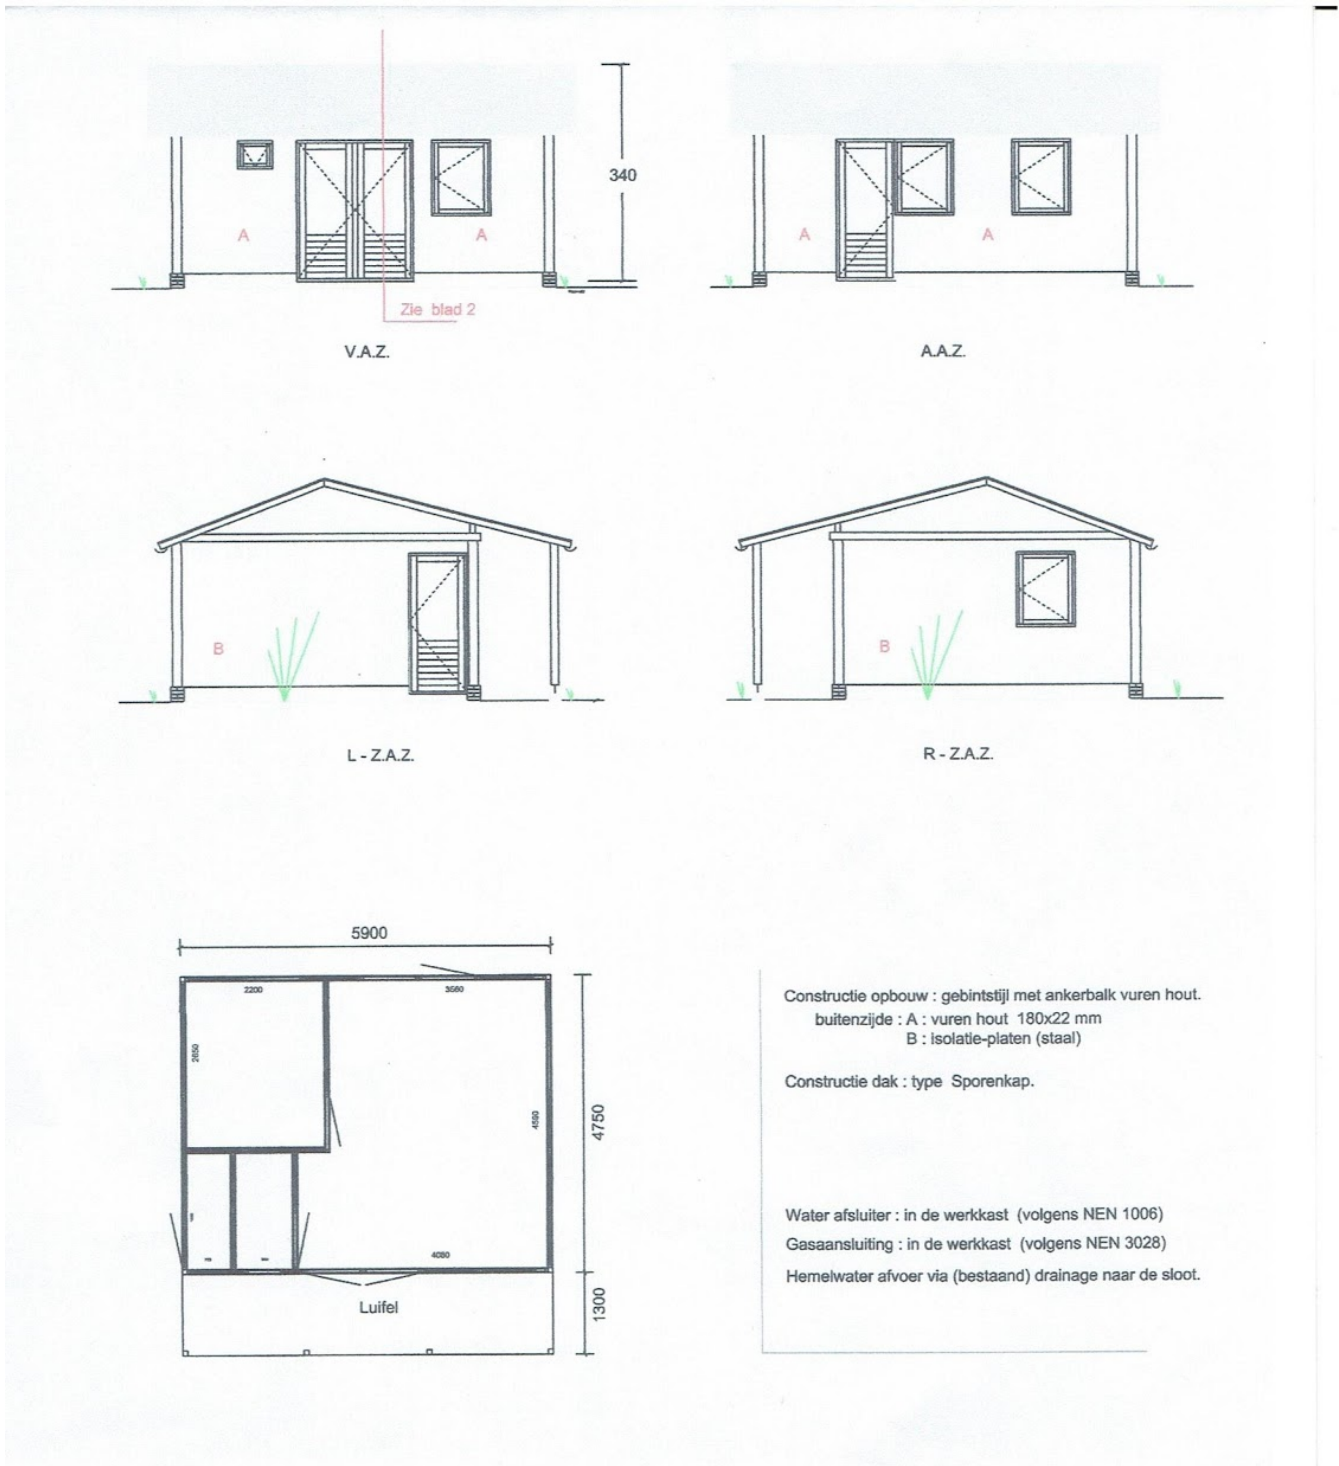 340
A
A
A
A
Zie blad 2
V.A.Z.
A.A.Z.
B
B
L - Z.A.Z.
R - Z.A.Z.
5900
2200
3560
2650
4590
4750
4080
Luifel
1300
Constructie opbouw : gebintstijl met ankerbalk vuren hout.
buitenzijde : A : vuren hout 180x22 mm
B : isolatie-platen (staal)
Constructie dak : type Sporenkap.
Water afsluiter : in de werkkast (volgens NEN 1006)
Gasaansluiting : in de werkkast (volgens NEN 3028)
Hemelwater afvoer via (bestaand) drainage naar de sloot.